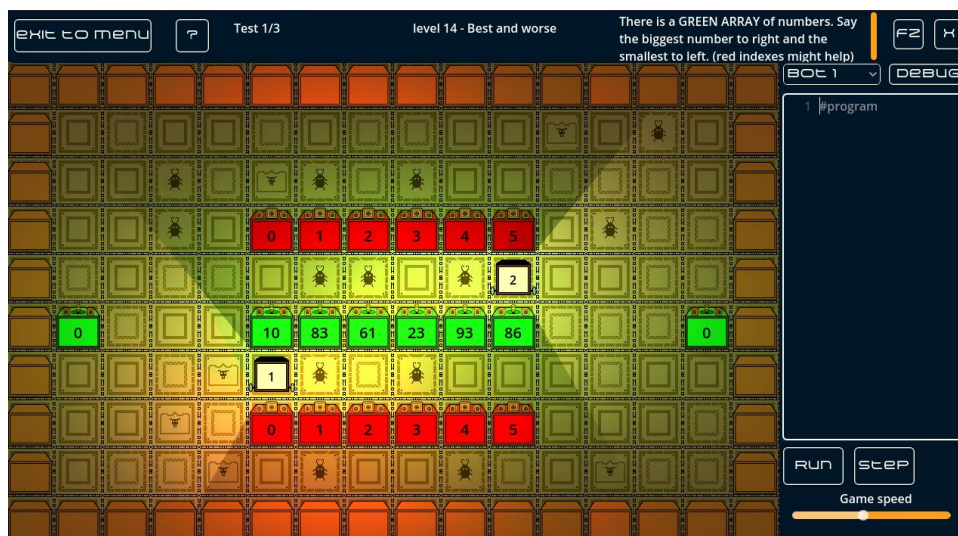 exit to menu
?
Test 1/3
level 14 - Best and worse
There is a GREEN ARRAY of numbers. Say
the biggest number to right and the
smallest to left. (red indexes might help)
FZ
X
BOt 1
DEBUG
1 #program
0 1 2 3 4 5
2
0 10 83 61 23 93 86 0
1
0 1 2 3 4 5
RUN
StEP
Game speed